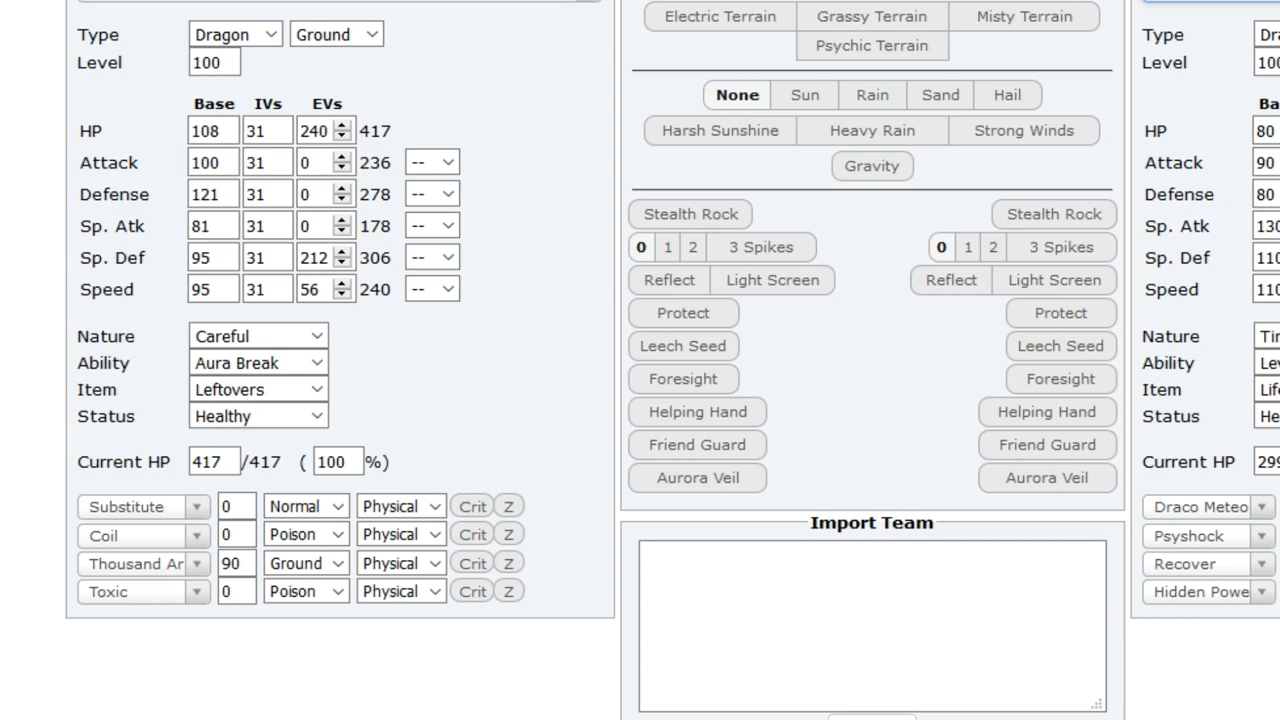 Type Dragon Ground
Level 100
Base IVs EVs
HP 108 31 240 417
Attack 100 31 0 236 --
Defense 121 31 0 278 --
Sp. Atk 81 31 0 178 --
Sp. Def 95 31 212 306 --
Speed 95 31 56 240 --
Nature Careful
Ability Aura Break
Item Leftovers
Status Healthy
Current HP 417 /417 ( 100 %)
Substitute 0 Normal Physical Crit Z
Coil 0 Poison Physical Crit Z
Thousand Ar 90 Ground Physical Crit Z
Toxic 0 Poison Physical Crit Z
Electric Terrain Grassy Terrain Misty Terrain
Psychic Terrain
None Sun Rain Sand Hail
Harsh Sunshine Heavy Rain Strong Winds
Gravity
Stealth Rock Stealth Rock
0 1 2 3 Spikes 0 1 2 3 Spikes
Reflect Light Screen Reflect Light Screen
Protect Protect
Leech Seed Leech Seed
Foresight Foresight
Helping Hand Helping Hand
Friend Guard Friend Guard
Aurora Veil Aurora Veil
Import Team
Type Dra
Level 100
Ba
HP 80
Attack 90
Defense 80
Sp. Atk 130
Sp. Def 110
Speed 110
Nature Tir
Ability Lev
Item Life
Status He
Current HP 299
Draco Meteo
Psyshock
Recover
Hidden Powe